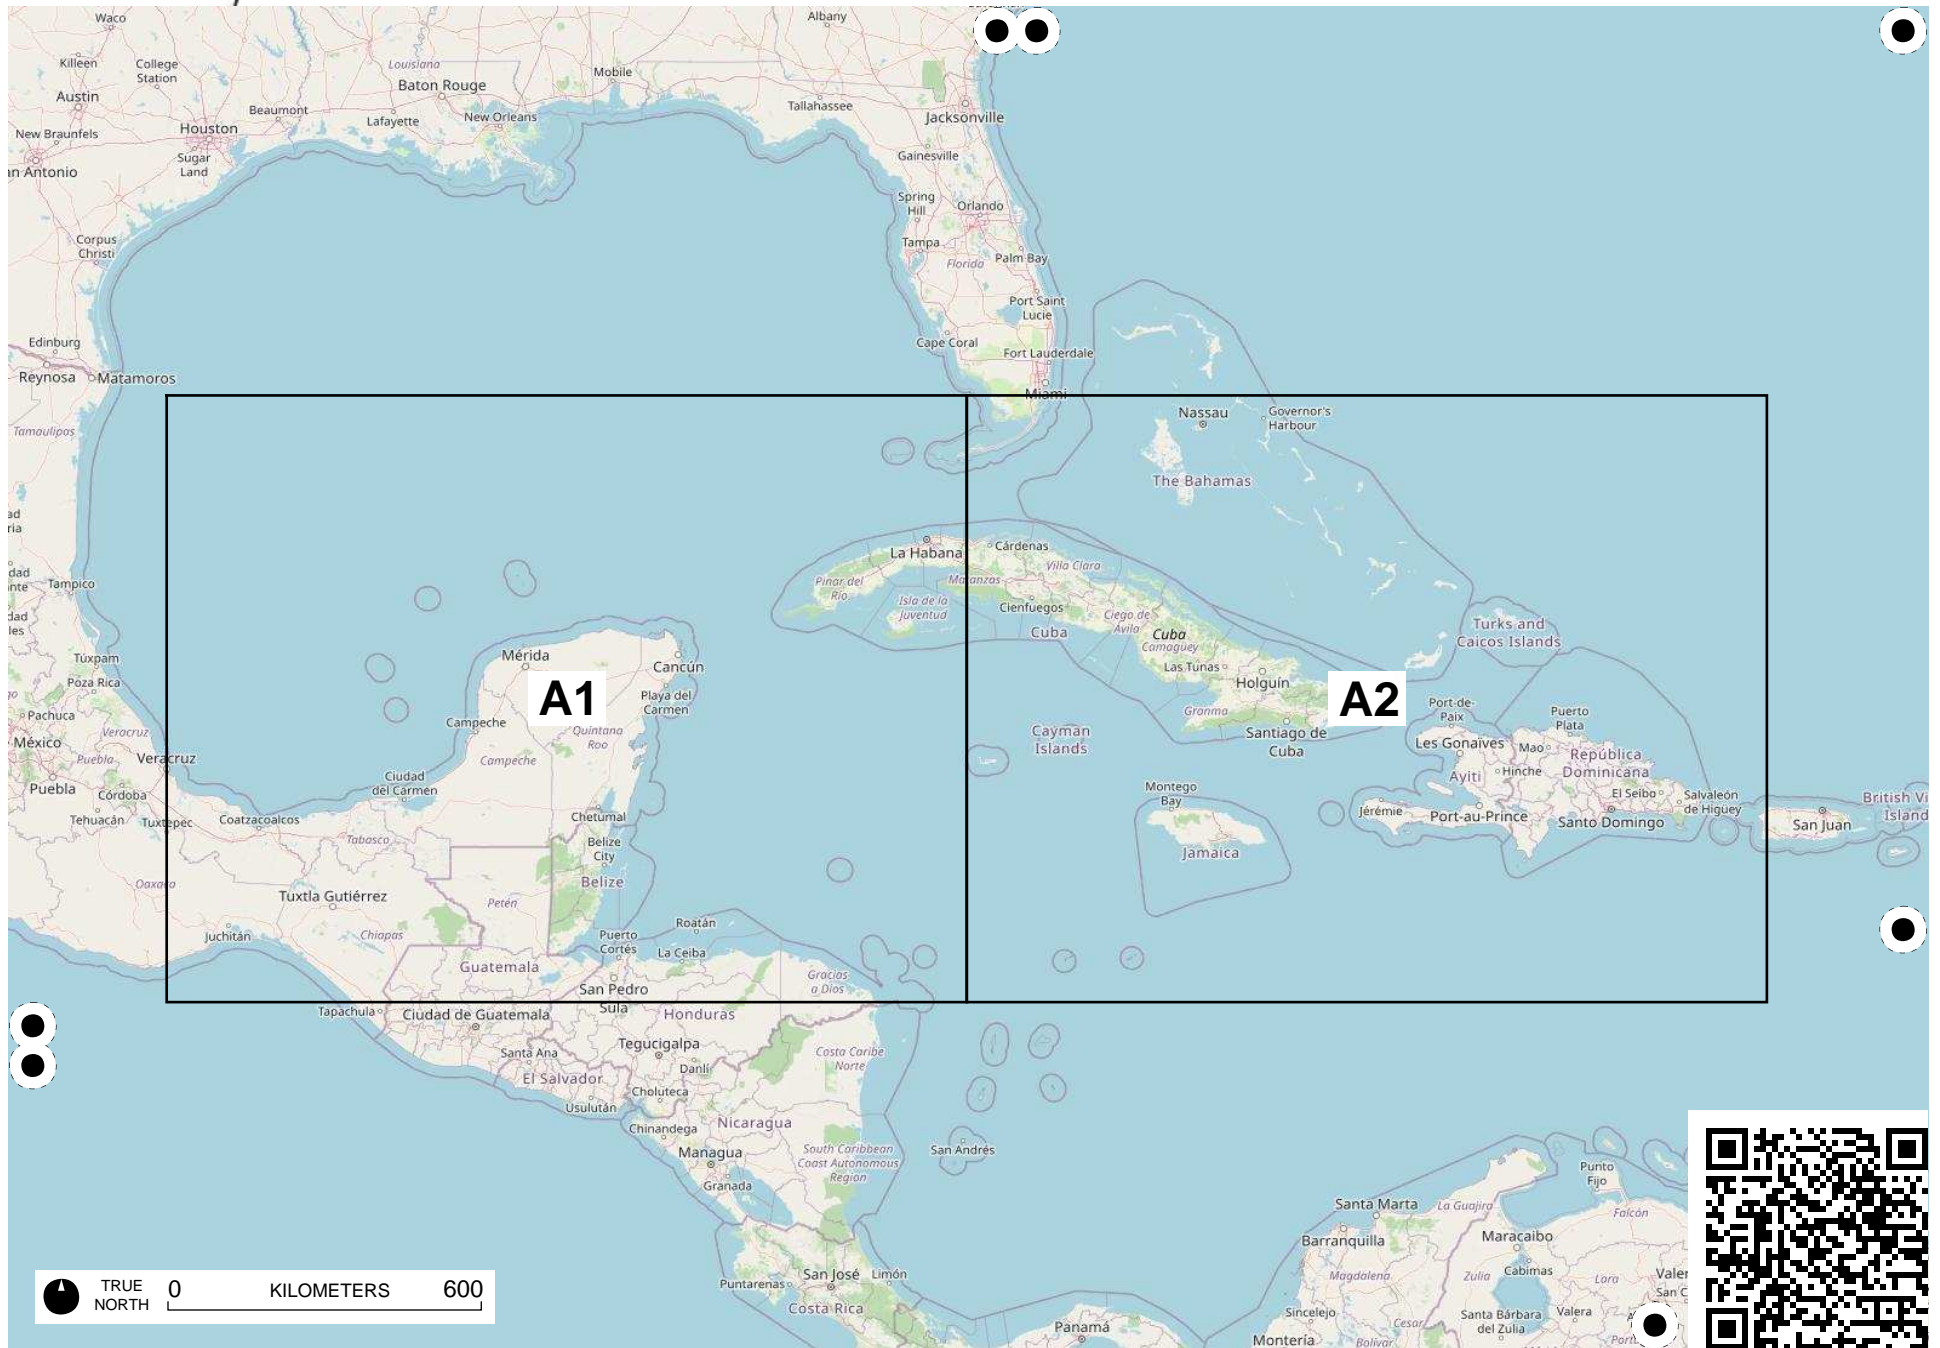 Waco
Albany
Killeen
College
Station
Louisiana
Mobile
Baton Rouge
Austin
Tallahassee
Beaumont
Lafayette
New Orleans
Jacksonville
New Braunfels
Houston
Gainesville
Sugar
Land
n Antonio
Spring
Hill
Orlando
Corpus
Christi
Tampa
Palm Bay
Florida
Port Saint
Lucie
Edinburg
Cape Coral
Fort Lauderdale
Reynosa
Matamoros
Miami
Nassau
Governor's
Harbour
Tamaulipas
The Bahamas
ad
ria
La Habana
Cárdenas
Villa Clara
dad
nte
Tampico
Pinar del
Río
Matanzas
Isla de la
Juventud
Cienfuegos
Ciego de
Ávila
dad
les
Cuba
Cuba
Camagüey
Turks and
Caicos Islands
Túxpam
Mérida
Cancún
Las Tunas
Poza Rica
Holguín
A1
A2
Playa del
Carmen
Granma
Port-de-
Paix
Puerto
Plata
Pachuca
Campeche
Veracruz
Quintana
Roo
Cayman
Islands
Santiago de
Cuba
México
Les Gonaïves
Mao
República
Dominicana
Puebla
Veracruz
Campeche
Ayiti
Hinche
Puebla
Ciudad
del Carmen
Montego
Bay
Córdoba
El Seibo
Salvaleón
de Higüey
British Vi
Island
Tehuacán
Tuxtepec
Coatzacoalcos
Chetumal
Jérémie
Port-au-Prince
Santo Domingo
San Juan
Tabasco
Belize
City
Jamaica
Oaxaca
Belize
Tuxtla Gutiérrez
Petén
Juchitán
Chiapas
Puerto
Cortés
Roatán
La Ceiba
Guatemala
Gracias
a Dios
San Pedro
Sula
Tapachula
Ciudad de Guatemala
Honduras
Tegucigalpa
Santa Ana
Costa Caribe
Norte
Danlí
El Salvador
Choluteca
Usulután
Nicaragua
Chinandega
Managua
South Caribbean
Coast Autonomous
Region
San Andrés
Granada
Punto
Fijo
Santa Marta
La Guajira
Falcón
Barranquilla
Maracaibo
Puntarenas
San José
Limón
Magdalena
Zulia
Cabimas
Lara
Valen
San C
Costa Rica
Sincelejo
Cesar
Santa Bárbara
del Zulia
Valera
Panamá
Montería
Bolívar
TRUE
NORTH
0
KILOMETERS
600